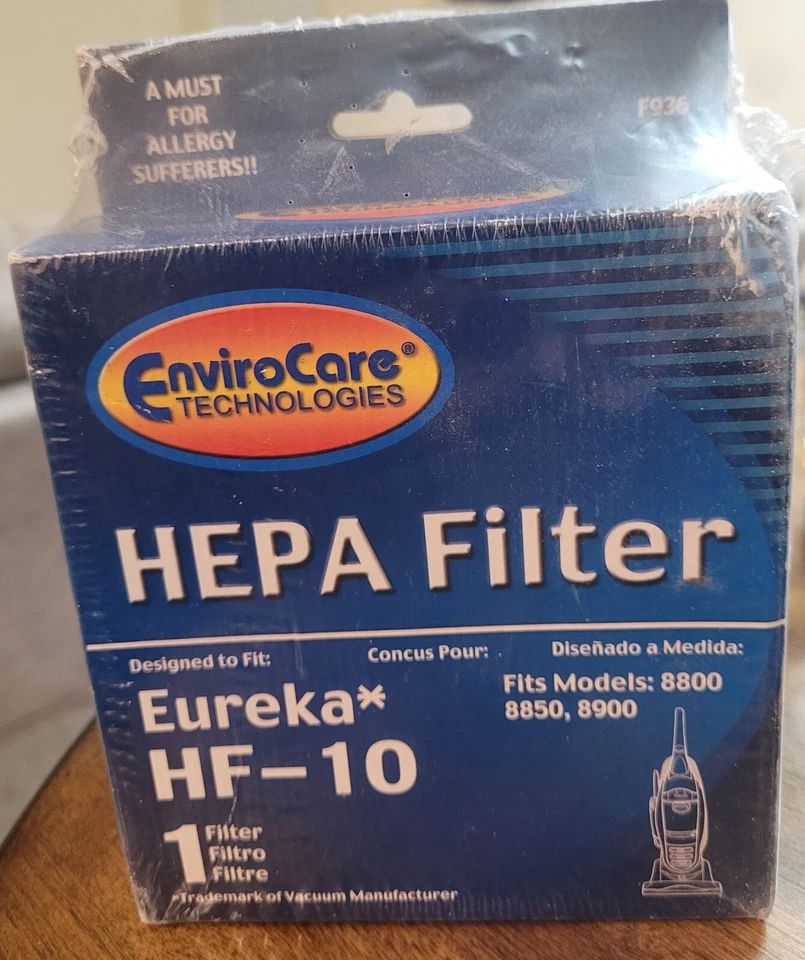 A MUST
FOR
ALLERGY
SUFFERERS!!
F936
EnviroCare®
TECHNOLOGIES
HEPA Filter
Designed to Fit:
Concus Pour:
Diseñado a Medida:
Eureka*
HF-10
Fits Models: 8800
8850, 8900
1 Filter
Filtro
Filtre
*Trademark of Vacuum Manufacturer